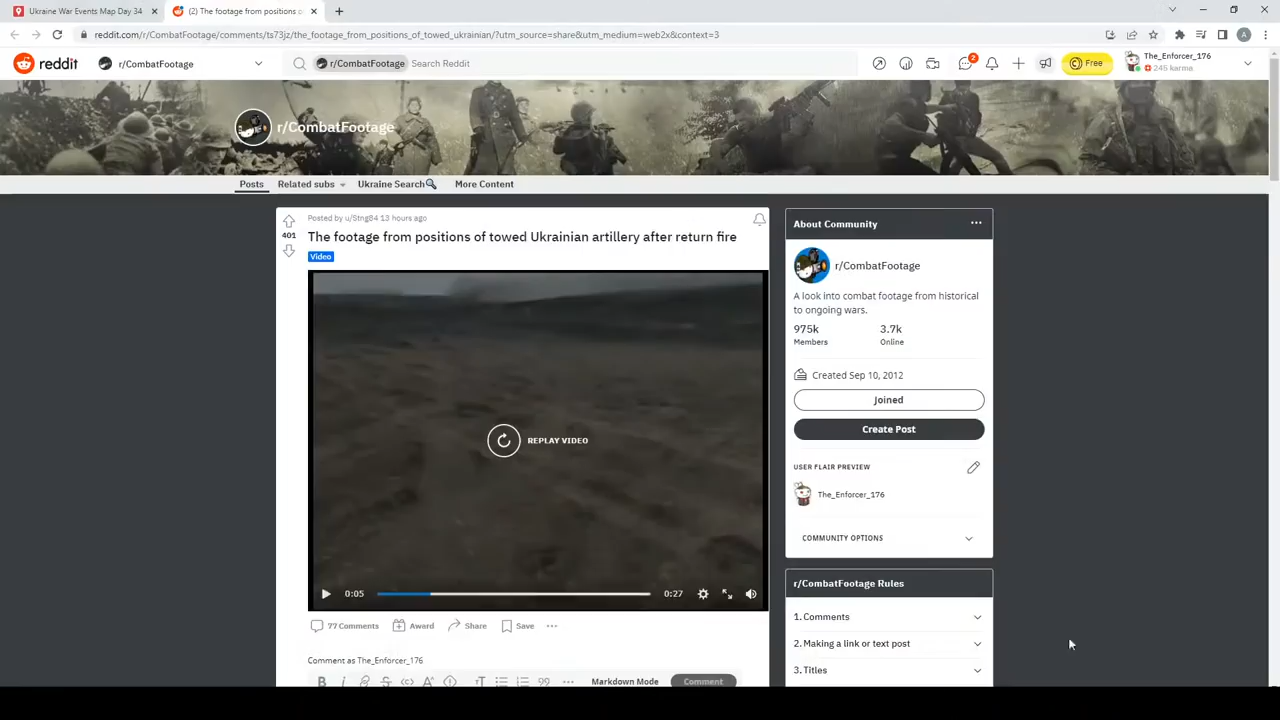 Ukraine War Events Map Day 34
(2) The footage from positions o
reddit.com/r/CombatFootage/comments/ts73jz/the_footage_from_positions_of_towed_ukrainian/?utm_source=share&utm_medium=web2x&context=3
A
reddit
r/CombatFootage
r/CombatFootage Search Reddit
2
Free
The_Enforcer_176
245 karma
r/CombatFootage
Posts
Related subs
Ukraine Search
More Content
Posted by u/Stng84 13 hours ago
401
The footage from positions of towed Ukrainian artillery after return fire
Video
REPLAY VIDEO
0:05
0:27
77 Comments
Award
Share
Save
Comment as The_Enforcer_176
Markdown Mode
Comment
About Community
r/CombatFootage
A look into combat footage from historical
to ongoing wars.
975k 3.7k
Members Online
Created Sep 10, 2012
Joined
Create Post
USER FLAIR PREVIEW
The_Enforcer_176
COMMUNITY OPTIONS
r/CombatFootage Rules
1. Comments
2. Making a link or text post
3. Titles